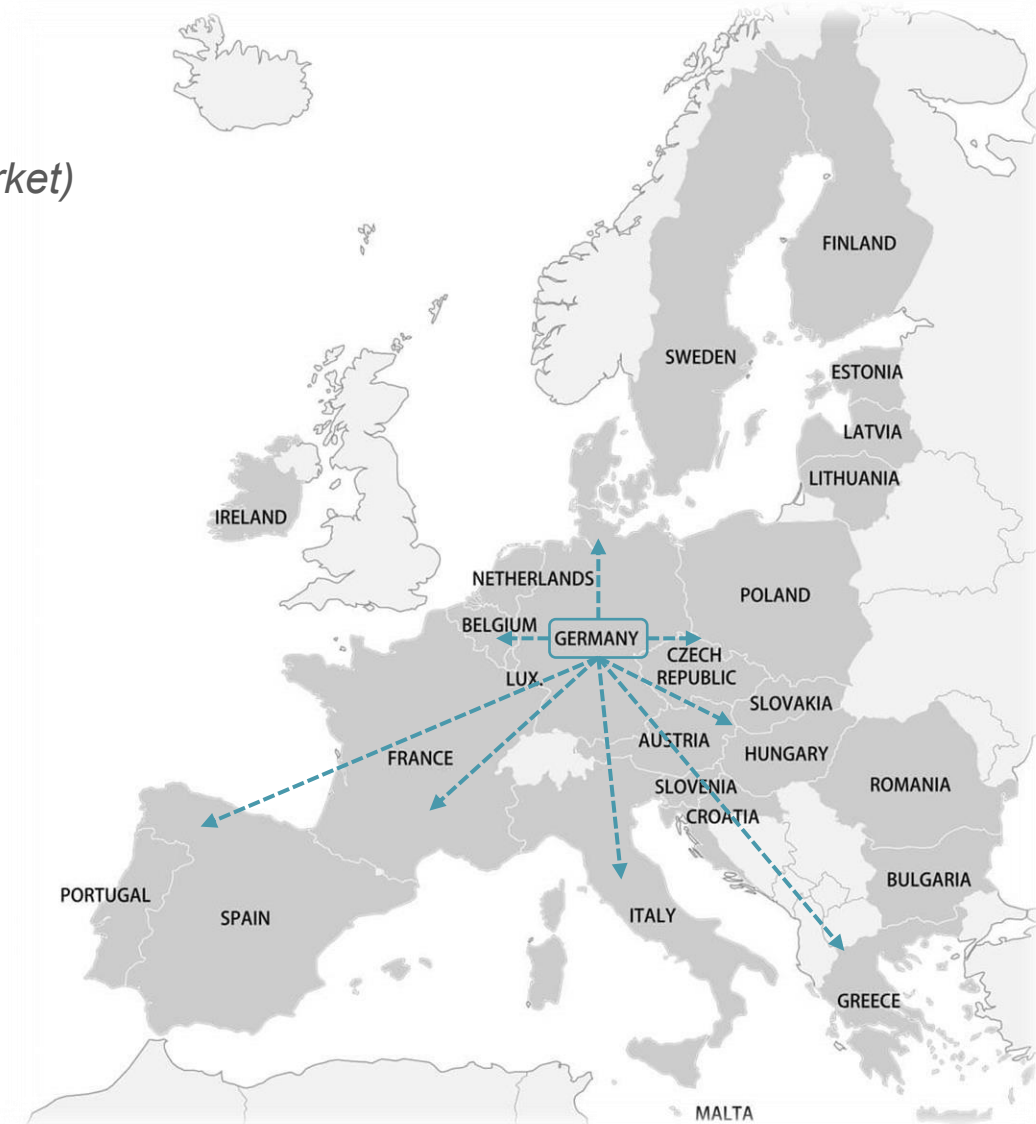 rket)
FINLAND
SWEDEN
ESTONIA
LATVIA
LITHUANIA
IRELAND
NETHERLANDS
POLAND
BELGIUM
GERMANY
CZECH
REPUBLIC
LUX.
SLOVAKIA
AUSTRIA
HUNGARY
FRANCE
SLOVENIA
ROMANIA
CROATIA
BULGARIA
PORTUGAL
SPAIN
ITALY
GREECE
MALTA